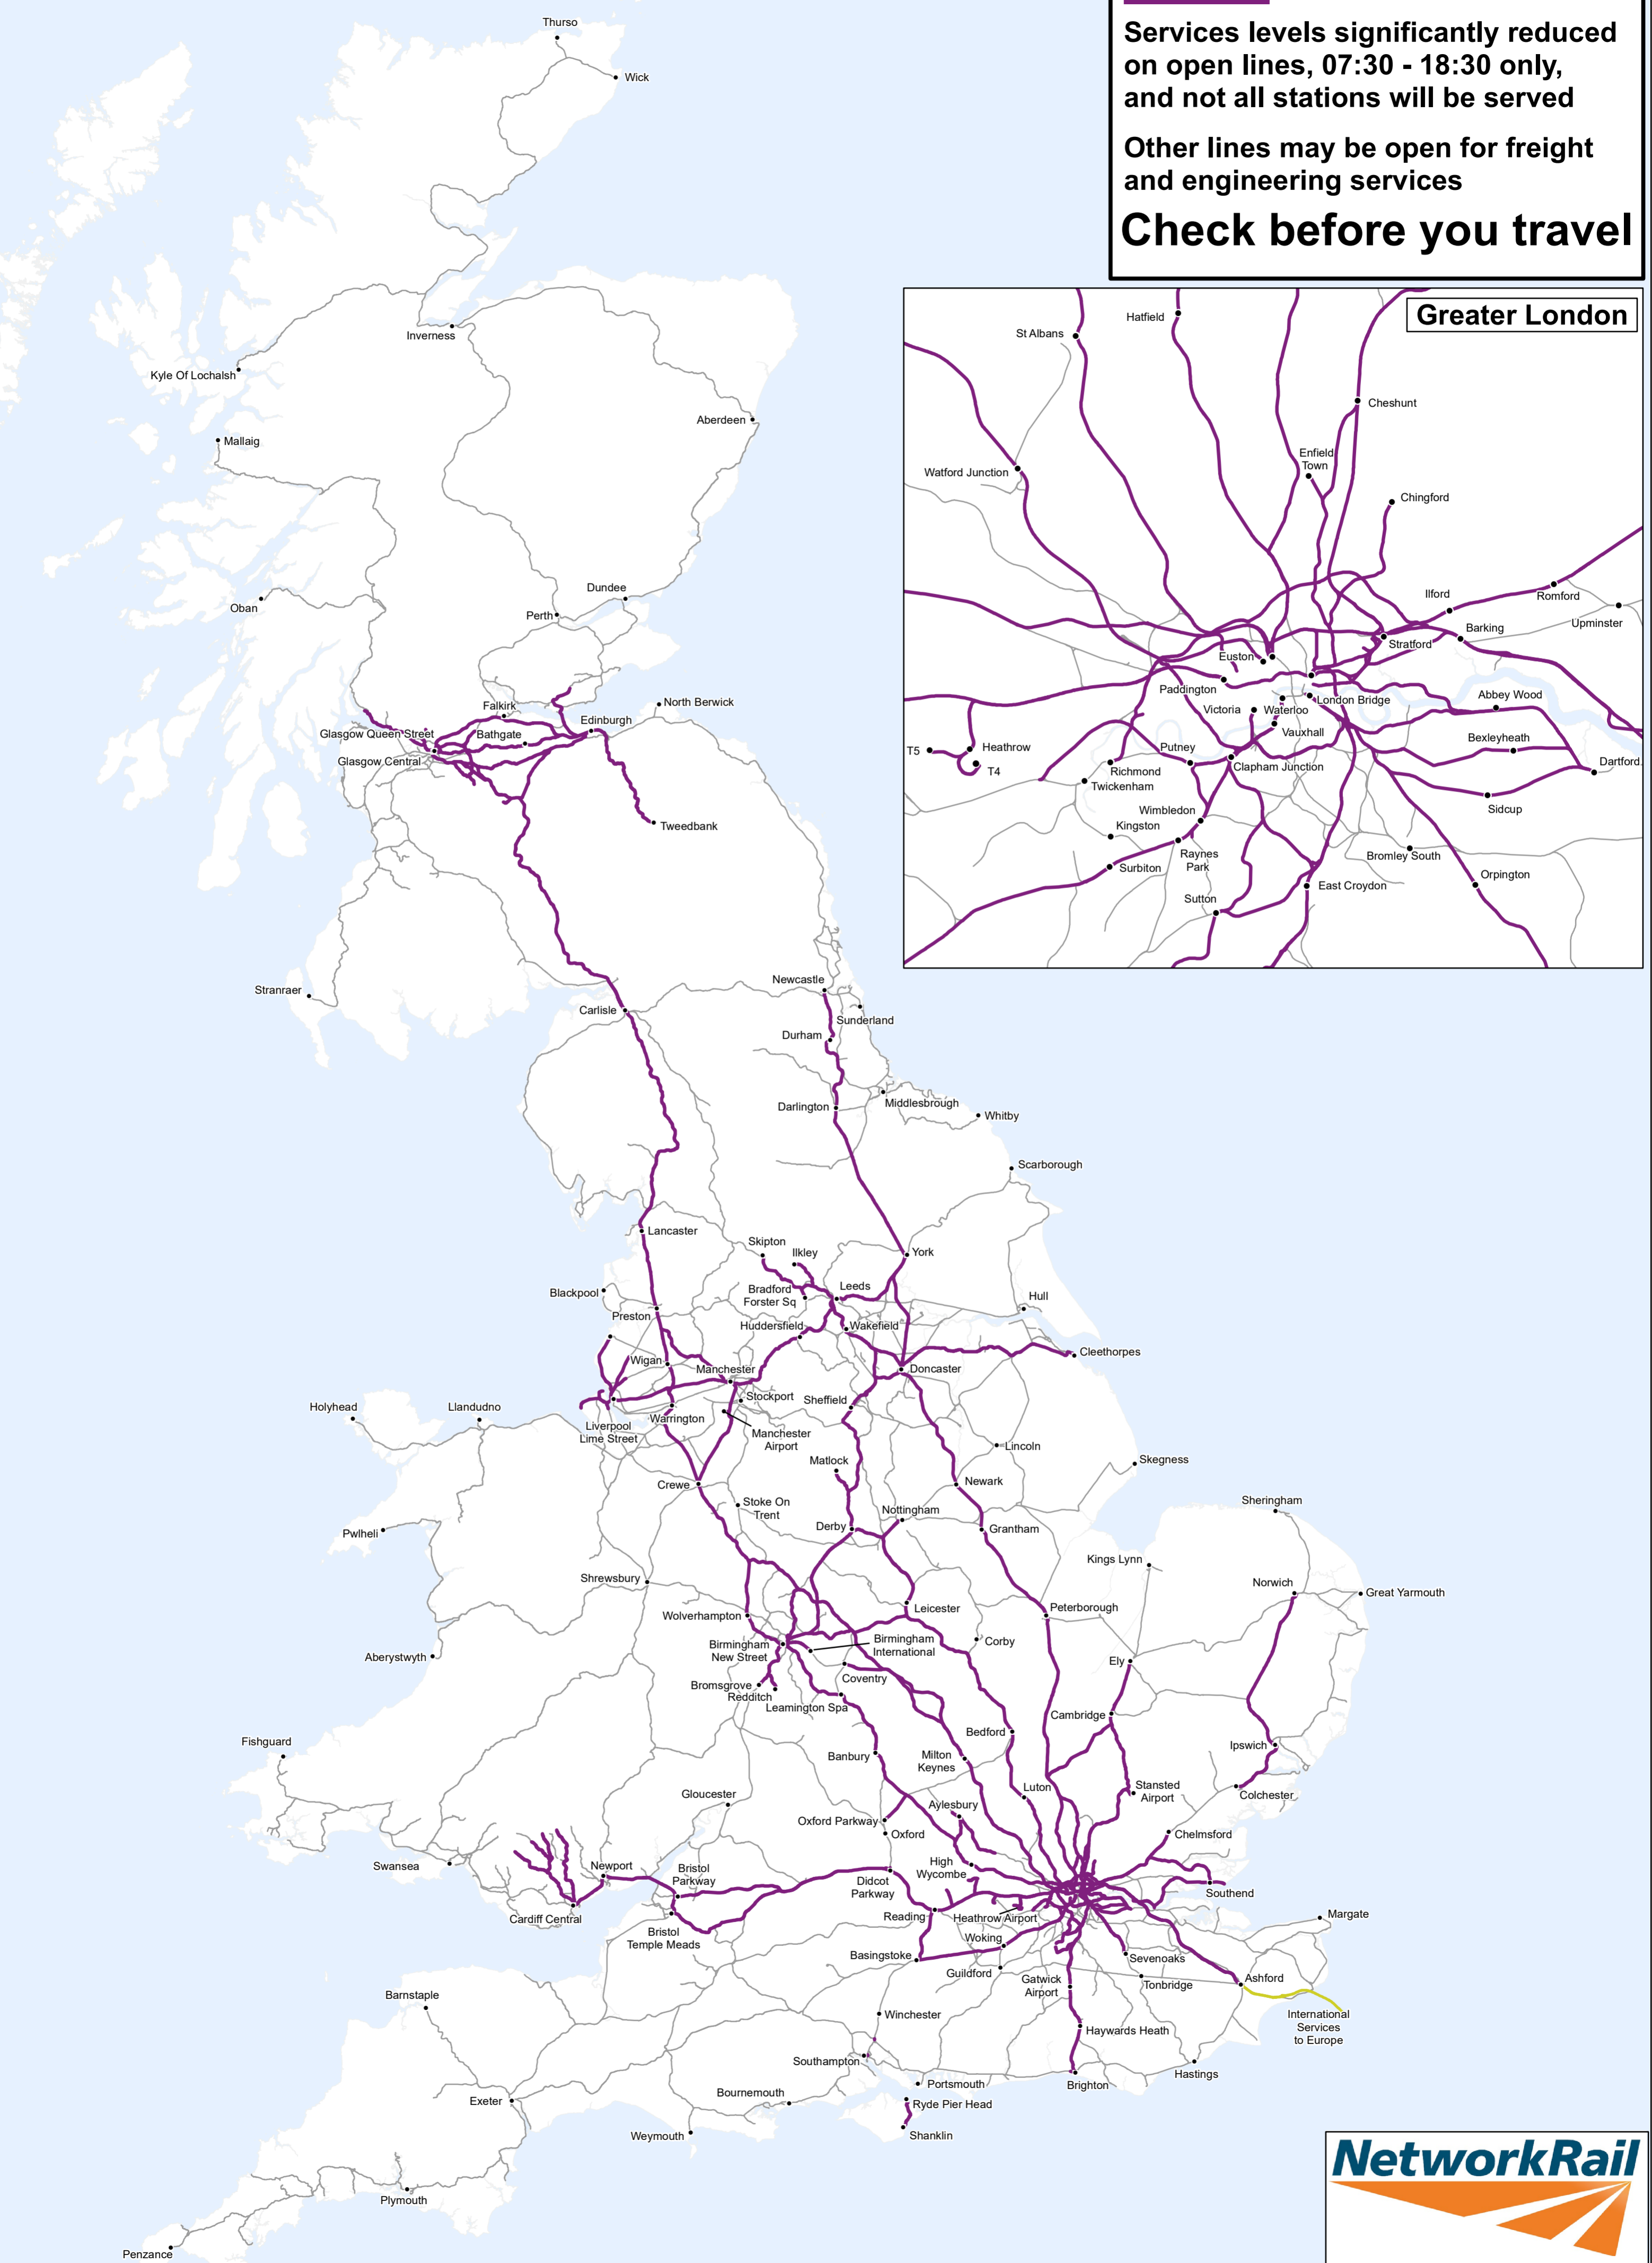 Services levels significantly reduced
on open lines, 07:30 - 18:30 only,
and not all stations will be served
Other lines may be open for freight
and engineering services
Check before you travel
Thurso
Wick
Inverness
Kyle Of Lochalsh
Aberdeen
Mallaig
Oban
Dundee
Perth
North Berwick
Falkirk
Edinburgh
Glasgow Queen Street
Bathgate
Glasgow Central
Tweedbank
Greater London
St Albans
Hatfield
Cheshunt
Enfield
Town
Watford Junction
Chingford
Ilford
Romford
Upminster
Barking
Stratford
Euston
Paddington
London Bridge
Abbey Wood
Victoria
Waterloo
Vauxhall
Bexleyheath
T5
Heathrow
T4
Putney
Clapham Junction
Richmond
Twickenham
Dartford
Sidcup
Wimbledon
Kingston
Raynes
Park
Surbiton
Bromley South
Orpington
East Croydon
Sutton
Stranraer
Newcastle
Carlisle
Sunderland
Durham
Darlington
Middlesbrough
Whitby
Scarborough
Lancaster
Skipton
Ilkley
York
Blackpool
Bradford
Forster Sq
Leeds
Hull
Preston
Huddersfield
Wakefield
Wigan
Manchester
Doncaster
Cleethorpes
Stockport
Sheffield
Holyhead
Llandudno
Liverpool
Lime Street
Warrington
Manchester
Airport
Lincoln
Matlock
Skegness
Crewe
Newark
Stoke On
Trent
Nottingham
Sheringham
Pwlheli
Derby
Grantham
Kings Lynn
Shrewsbury
Norwich
Great Yarmouth
Wolverhampton
Leicester
Peterborough
Birmingham
New Street
Birmingham
International
Corby
Aberystwyth
Ely
Coventry
Bromsgrove
Redditch
Leamington Spa
Cambridge
Fishguard
Bedford
Banbury
Milton
Keynes
Ipswich
Gloucester
Luton
Stansted
Airport
Colchester
Aylesbury
Oxford Parkway
Oxford
Chelmsford
Swansea
Newport
Bristol
Parkway
High
Wycombe
Didcot
Parkway
Southend
Cardiff Central
Reading
Heathrow Airport
Margate
Bristol
Temple Meads
Woking
Basingstoke
Sevenoaks
Guildford
Gatwick
Airport
Tonbridge
Ashford
Barnstaple
Winchester
International
Services
to Europe
Haywards Heath
Southampton
Hastings
Portsmouth
Brighton
Bournemouth
Exeter
Ryde Pier Head
Weymouth
Shanklin
Plymouth
Penzance
NetworkRail